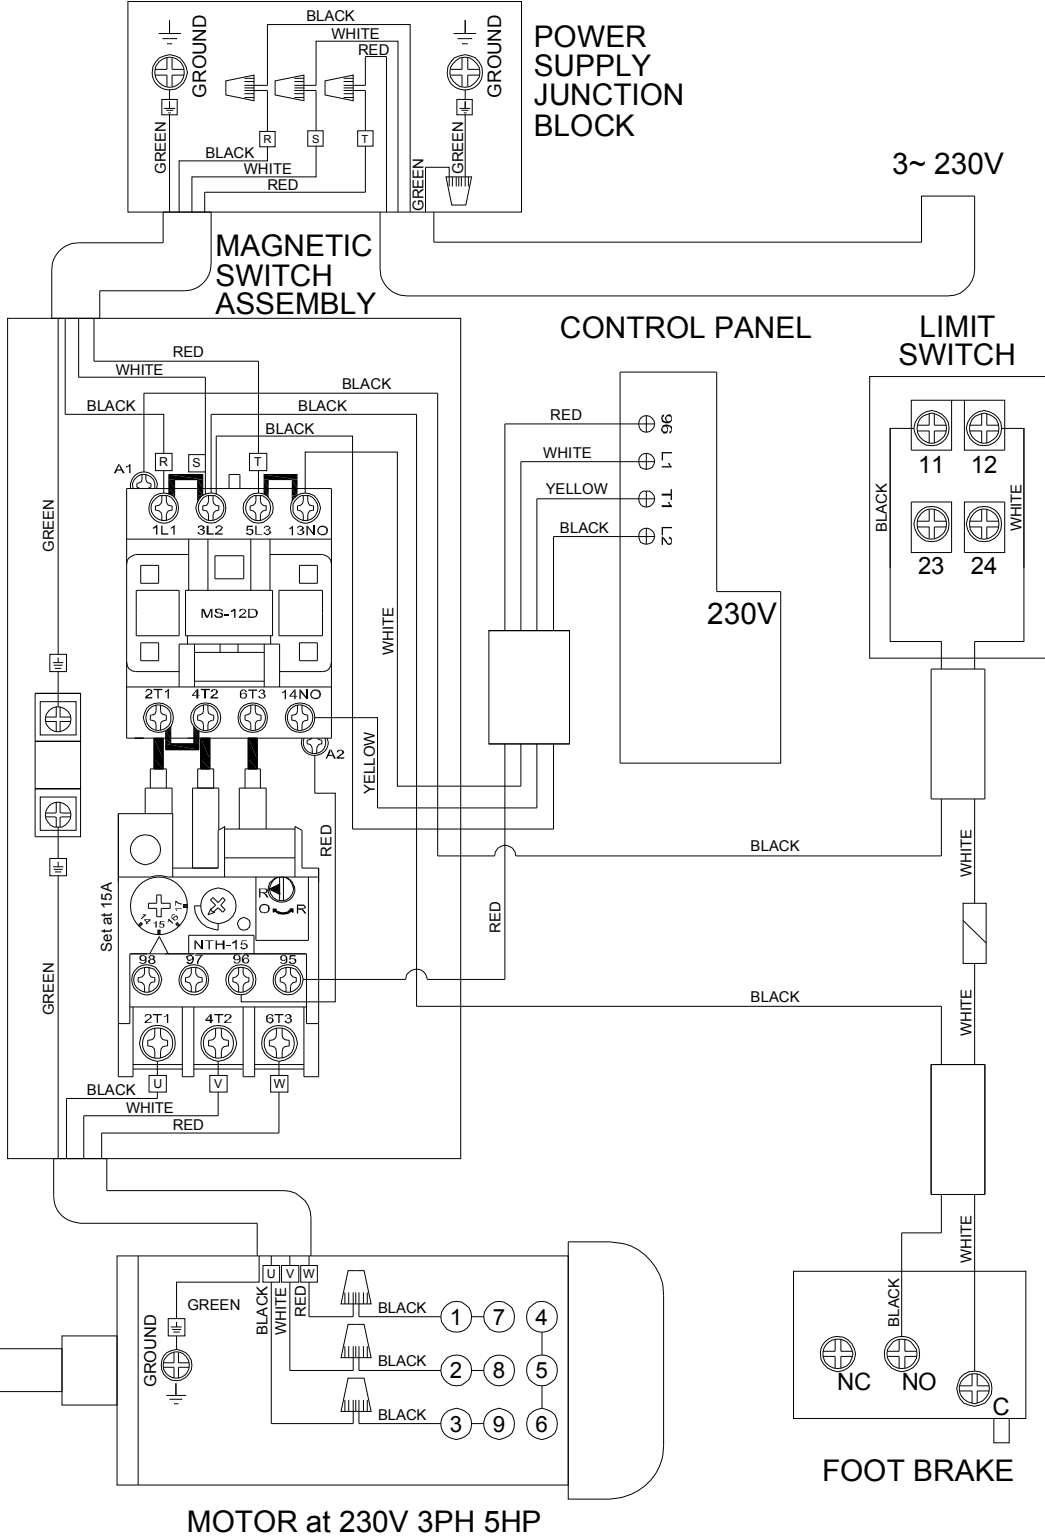 BLACK
WHITE
RED
GROUND
GROUND
POWER
SUPPLY
JUNCTION
BLOCK
GREEN
R
S
T
GREEN
BLACK
WHITE
RED
GREEN
3~ 230V
MAGNETIC
SWITCH
ASSEMBLY
CONTROL PANEL
LIMIT
SWITCH
RED
WHITE
BLACK
BLACK
BLACK
BLACK
A1
R
S
T
1L1
3L2
5L3
13NO
GREEN
MS-12D
2T1
4T2
6T3
14NO
A2
WHITE
YELLOW
RED
RED
WHITE
YELLOW
BLACK
96
L1
T1
L2
230V
11
12
23
24
BLACK
WHITE
BLACK
WHITE
WHITE
RED
BLACK
Set at 15A
14 15 16 17
R
O
R
NTH-15
98
97
96
95
GREEN
2T1
4T2
6T3
U
V
W
BLACK
WHITE
RED
U
V
W
GREEN
BLACK
WHITE
RED
GROUND
BLACK
1
7
4
BLACK
2
8
5
BLACK
3
9
6
WHITE
BLACK
NC
NO
C
FOOT BRAKE
MOTOR at 230V 3PH 5HP